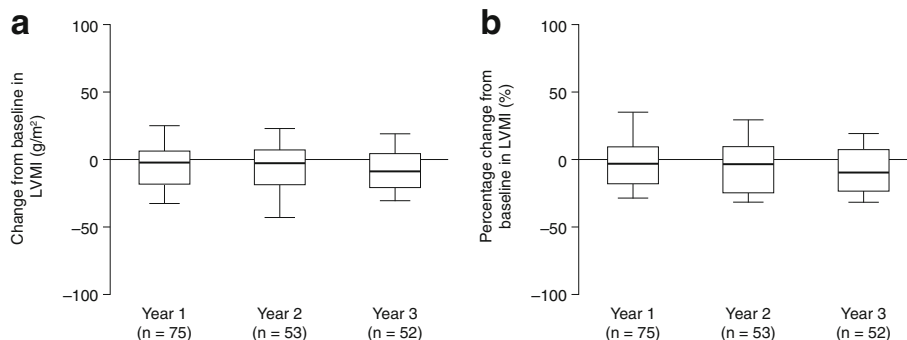 a
Change from baseline in
LVMI (g/m²)
100
50
0
−50
−100
Year 1
(n = 75)
Year 2
(n = 53)
Year 3
(n = 52)
b
Percentage change from
baseline in LVMI (%)
100
50
0
−50
−100
Year 1
(n = 75)
Year 2
(n = 53)
Year 3
(n = 52)